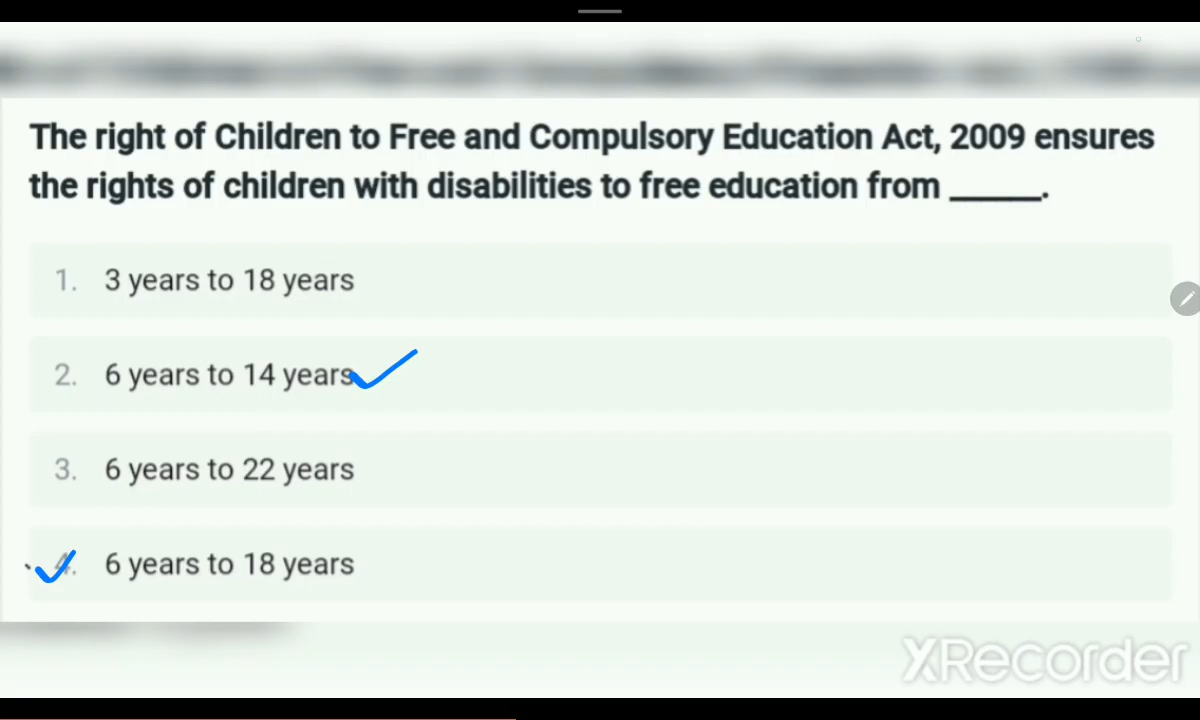 The right of Children to Free and Compulsory Education Act, 2009 ensures
the rights of children with disabilities to free education from ______.
1. 3 years to 18 years
2. 6 years to 14 years
3. 6 years to 22 years
4. 6 years to 18 years
XRecorder